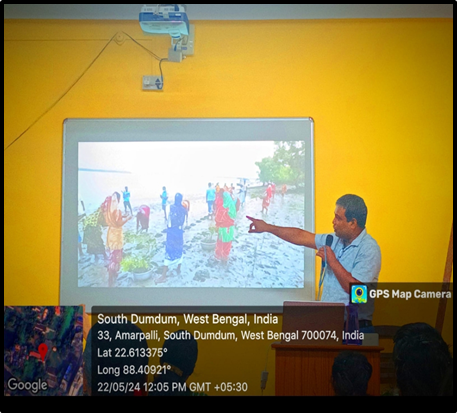 GPS Map Camera
South Dumdum, West Bengal, India
33, Amarpalli, South Dumdum, West Bengal 700074, India
Lat 22.613375°
Long 88.40921°
22/05/24 12:05 PM GMT +05:30
Google